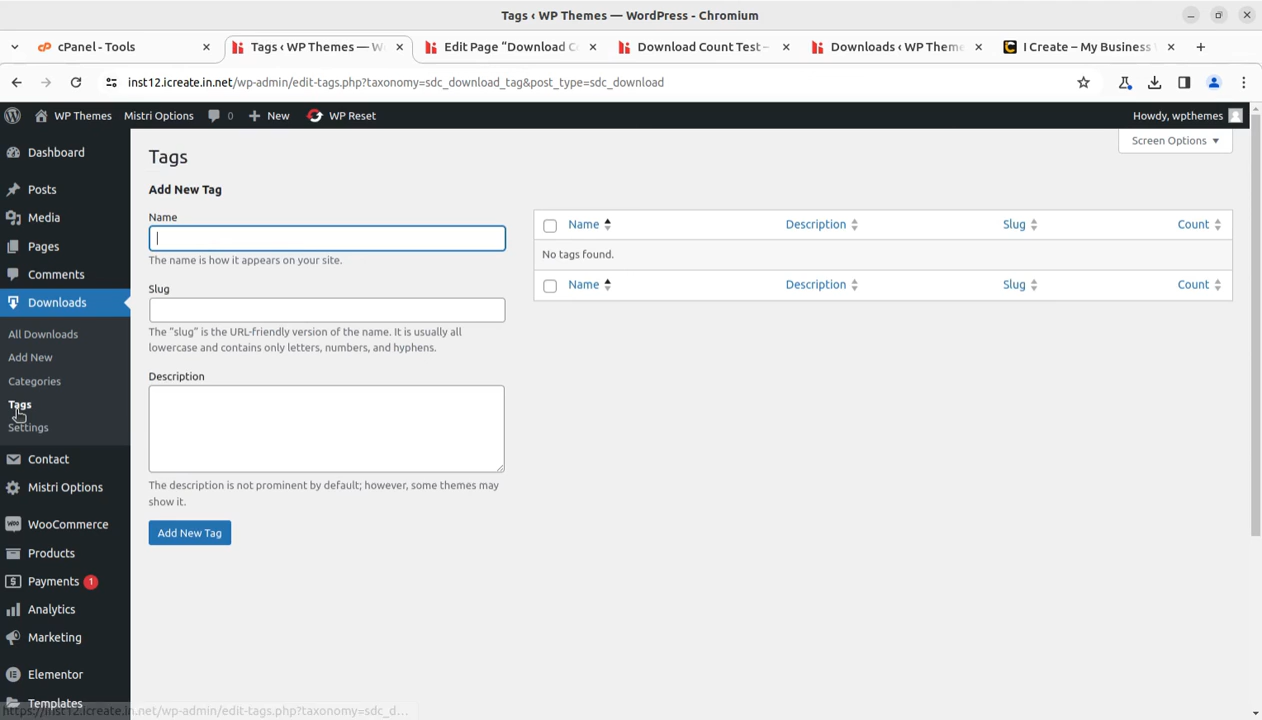 Tags ‹ WP Themes — WordPress - Chromium
cPanel - Tools
Tags ‹ WP Themes — W
Edit Page "Download C
Download Count Test –
Downloads ‹ WP Theme
I Create – My Business
inst12.icreate.in.net/wp-admin/edit-tags.php?taxonomy=sdc_download_tag&post_type=sdc_download
WP Themes
Mistri Options
0
New
WP Reset
Howdy, wpthemes
Dashboard
Posts
Media
Pages
Comments
Downloads
All Downloads
Add New
Categories
Tags
Settings
Contact
Mistri Options
WooCommerce
Products
Payments 1
Analytics
Marketing
Elementor
Templates
Screen Options
Tags
Add New Tag
Name
The name is how it appears on your site.
Slug
The "slug" is the URL-friendly version of the name. It is usually all
lowercase and contains only letters, numbers, and hyphens.
Description
The description is not prominent by default; however, some themes may
show it.
Add New Tag
Name Description Slug Count
No tags found.
Name Description Slug Count
https://inst12.icreate.in.net/wp-admin/edit-tags.php?taxonomy=sdc_d...